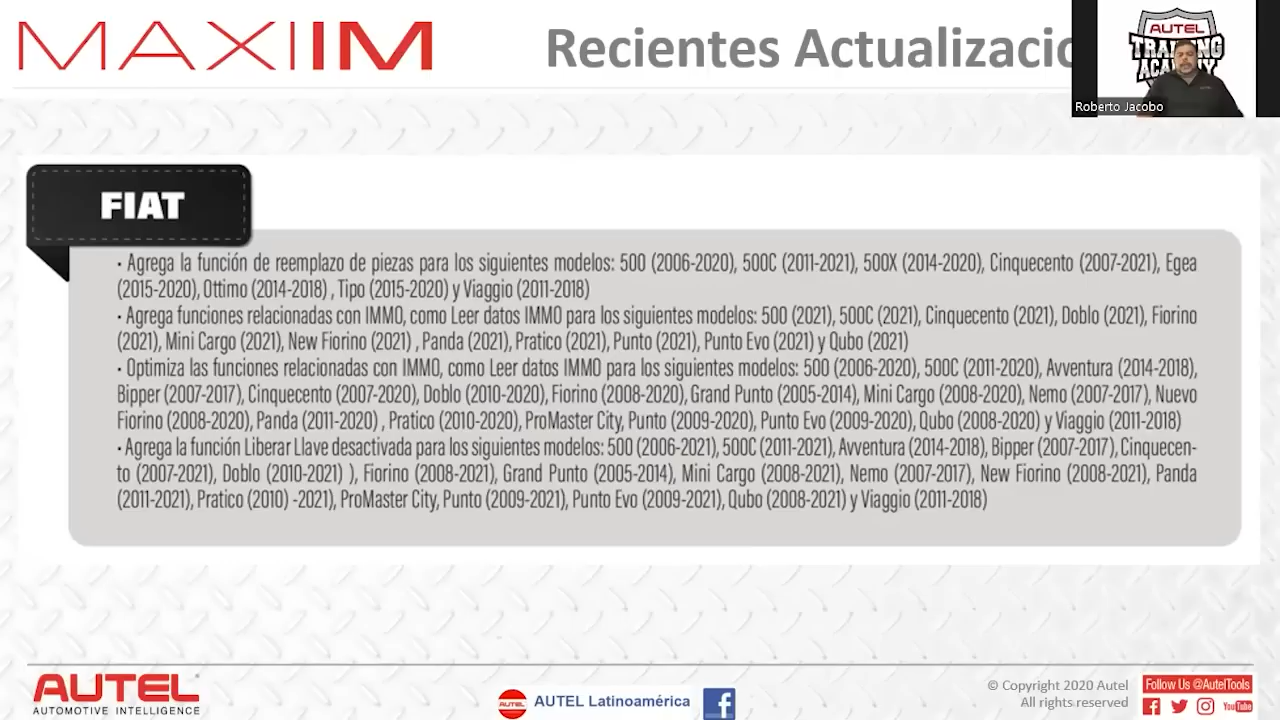 MAXIIM
Recientes Actualizacio
AUTEL
TRAINING
ACADEMY
Roberto Jacobo
FIAT
· Agrega la función de reemplazo de piezas para los siguientes modelos: 500 (2006-2020), 500C (2011-2021), 500X (2014-2020), Cinquecento (2007-2021), Egea
(2015-2020), Ottimo (2014-2018) , Tipo (2015-2020) y Viaggio (2011-2018)
· Agrega funciones relacionadas con IMMO, como Leer datos IMMO para los siguientes modelos: 500 (2021), 500C (2021), Cinquecento (2021), Doblo (2021), Fiorino
(2021), Mini Cargo (2021), New Fiorino (2021) , Panda (2021), Pratico (2021), Punto (2021), Punto Evo (2021) y Qubo (2021)
· Optimiza las funciones relacionadas con IMMO, como Leer datos IMMO para los siguientes modelos: 500 (2006-2020), 500C (2011-2020), Avventura (2014-2018),
Bipper (2007-2017), Cinquecento (2007-2020), Doblo (2010-2020), Fiorino (2008-2020), Grand Punto (2005-2014), Mini Cargo (2008-2020), Nemo (2007-2017), Nuevo
Fiorino (2008-2020), Panda (2011-2020) , Pratico (2010-2020), ProMaster City, Punto (2009-2020), Punto Evo (2009-2020), Qubo (2008-2020) y Viaggio (2011-2018)
· Agrega la función Liberar Llave desactivada para los siguientes modelos: 500 (2006-2021), 500C (2011-2021), Avventura (2014-2018), Bipper (2007-2017), Cinquecen-
to (2007-2021), Doblo (2010-2021) ), Fiorino (2008-2021), Grand Punto (2005-2014), Mini Cargo (2008-2021), Nemo (2007-2017), New Fiorino (2008-2021), Panda
(2011-2021), Pratico (2010) -2021), ProMaster City, Punto (2009-2021), Punto Evo (2009-2021), Qubo (2008-2021) y Viaggio (2011-2018)
AUTEL
AUTOMOTIVE INTELLIGENCE
AUTEL
AUTEL Latinoamérica
© Copyright 2020 Autel
All rights reserved
Follow Us @AutelTools
YouTube